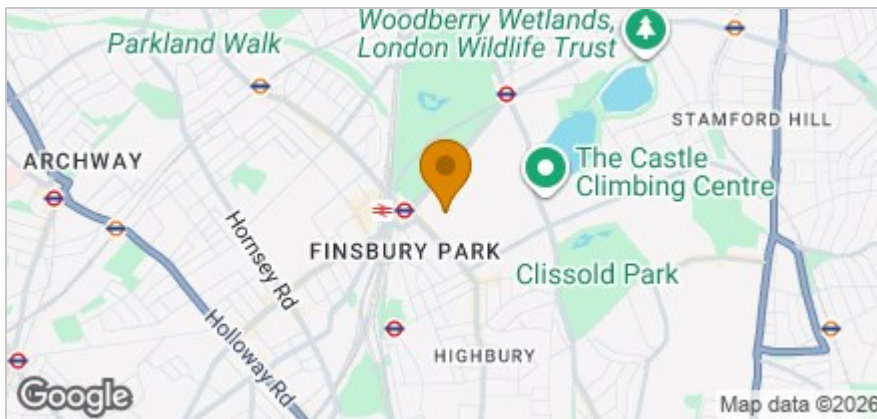 Woodberry Wetlands,
London Wildlife Trust
Parkland Walk
STAMFORD HILL
ARCHWAY
The Castle
Climbing Centre
Hornsey Rd
FINSBURY PARK
Clissold Park
Holloway Rd
HIGHBURY
Google
Map data ©2026